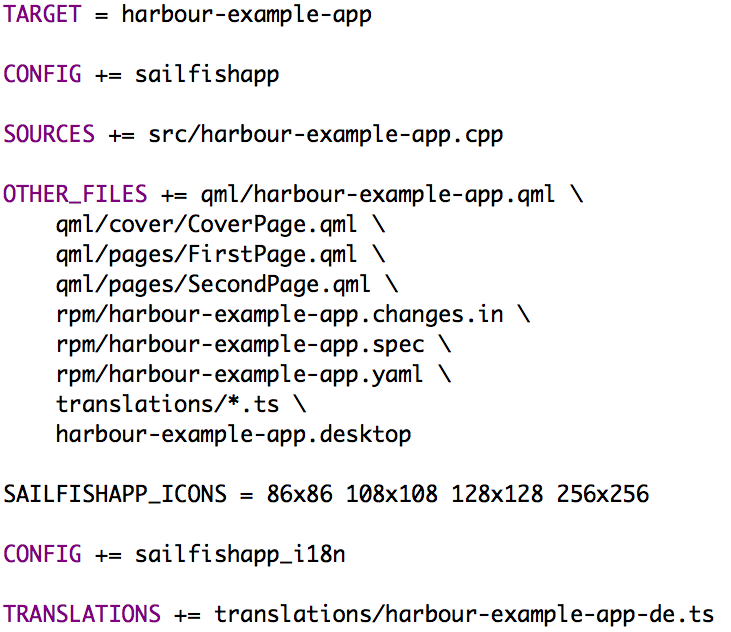 TARGET = harbour-example-app
CONFIG += sailfishapp
SOURCES += src/harbour-example-app.cpp
OTHER_FILES += qml/harbour-example-app.qml \
qml/cover/CoverPage.qml \
qml/pages/FirstPage.qml \
qml/pages/SecondPage.qml \
rpm/harbour-example-app.changes.in \
rpm/harbour-example-app.spec \
rpm/harbour-example-app.yaml \
translations/*.ts \
harbour-example-app.desktop
SAILFISHAPP_ICONS = 86x86 108x108 128x128 256x256
CONFIG += sailfishapp_i18n
TRANSLATIONS += translations/harbour-example-app-de.ts